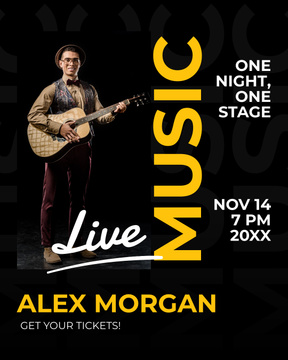 Live
MUSIC
ONE
NIGHT,
ONE
STAGE
NOV 14
7 PM
20XX
ALEX MORGAN
GET YOUR TICKETS!